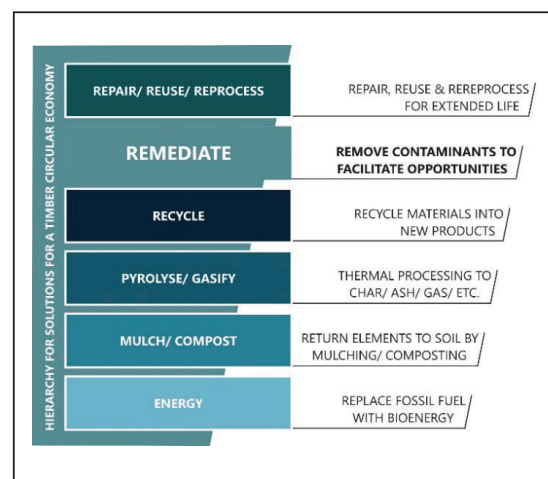 HIERARCHY FOR SOLUTIONS FOR A TIMBER CIRCULAR ECONOMY
REPAIR/ REUSE/ REPROCESS
REPAIR, REUSE & REREPROCESS
FOR EXTENDED LIFE
REMEDIATE
REMOVE CONTAMINANTS TO
FACILITATE OPPORTUNITIES
RECYCLE
RECYCLE MATERIALS INTO
NEW PRODUCTS
PYROLYSE/ GASIFY
THERMAL PROCESSING TO
CHAR/ ASH/ GAS/ ETC.
MULCH/ COMPOST
RETURN ELEMENTS TO SOIL BY
MULCHING/ COMPOSTING
ENERGY
REPLACE FOSSIL FUEL
WITH BIOENERGY